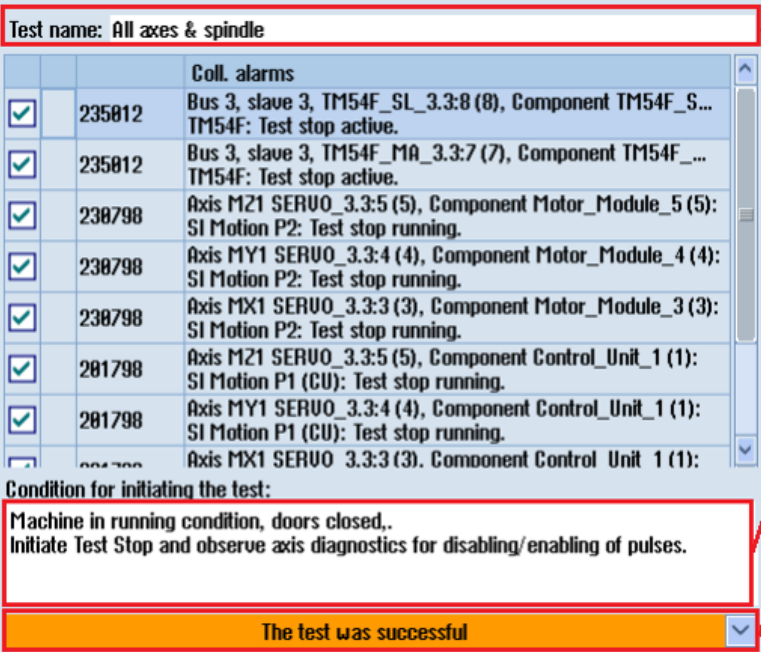 Test name: All axes & spindle
Coll. alarms
235012 Bus 3, slave 3, TM54F_SL_3.3:8 (8), Component TM54F_S...
TM54F: Test stop active.
235012 Bus 3, slave 3, TM54F_MA_3.3:7 (7), Component TM54F_...
TM54F: Test stop active.
230798 Axis MZ1 SERVO_3.3:5 (5), Component Motor_Module_5 (5):
SI Motion P2: Test stop running.
230798 Axis MY1 SERVO_3.3:4 (4), Component Motor_Module_4 (4):
SI Motion P2: Test stop running.
230798 Axis MX1 SERVO_3.3:3 (3), Component Motor_Module_3 (3):
SI Motion P2: Test stop running.
201798 Axis MZ1 SERVO_3.3:5 (5), Component Control_Unit_1 (1):
SI Motion P1 (CU): Test stop running.
201798 Axis MY1 SERVO_3.3:4 (4), Component Control_Unit_1 (1):
SI Motion P1 (CU): Test stop running.
Axis MX1 SERVO_3.3:3 (3), Component Control_Unit_1 (1):
Condition for initiating the test:
Machine in running condition, doors closed,.
Initiate Test Stop and observe axis diagnostics for disabling/enabling of pulses.
The test was successful